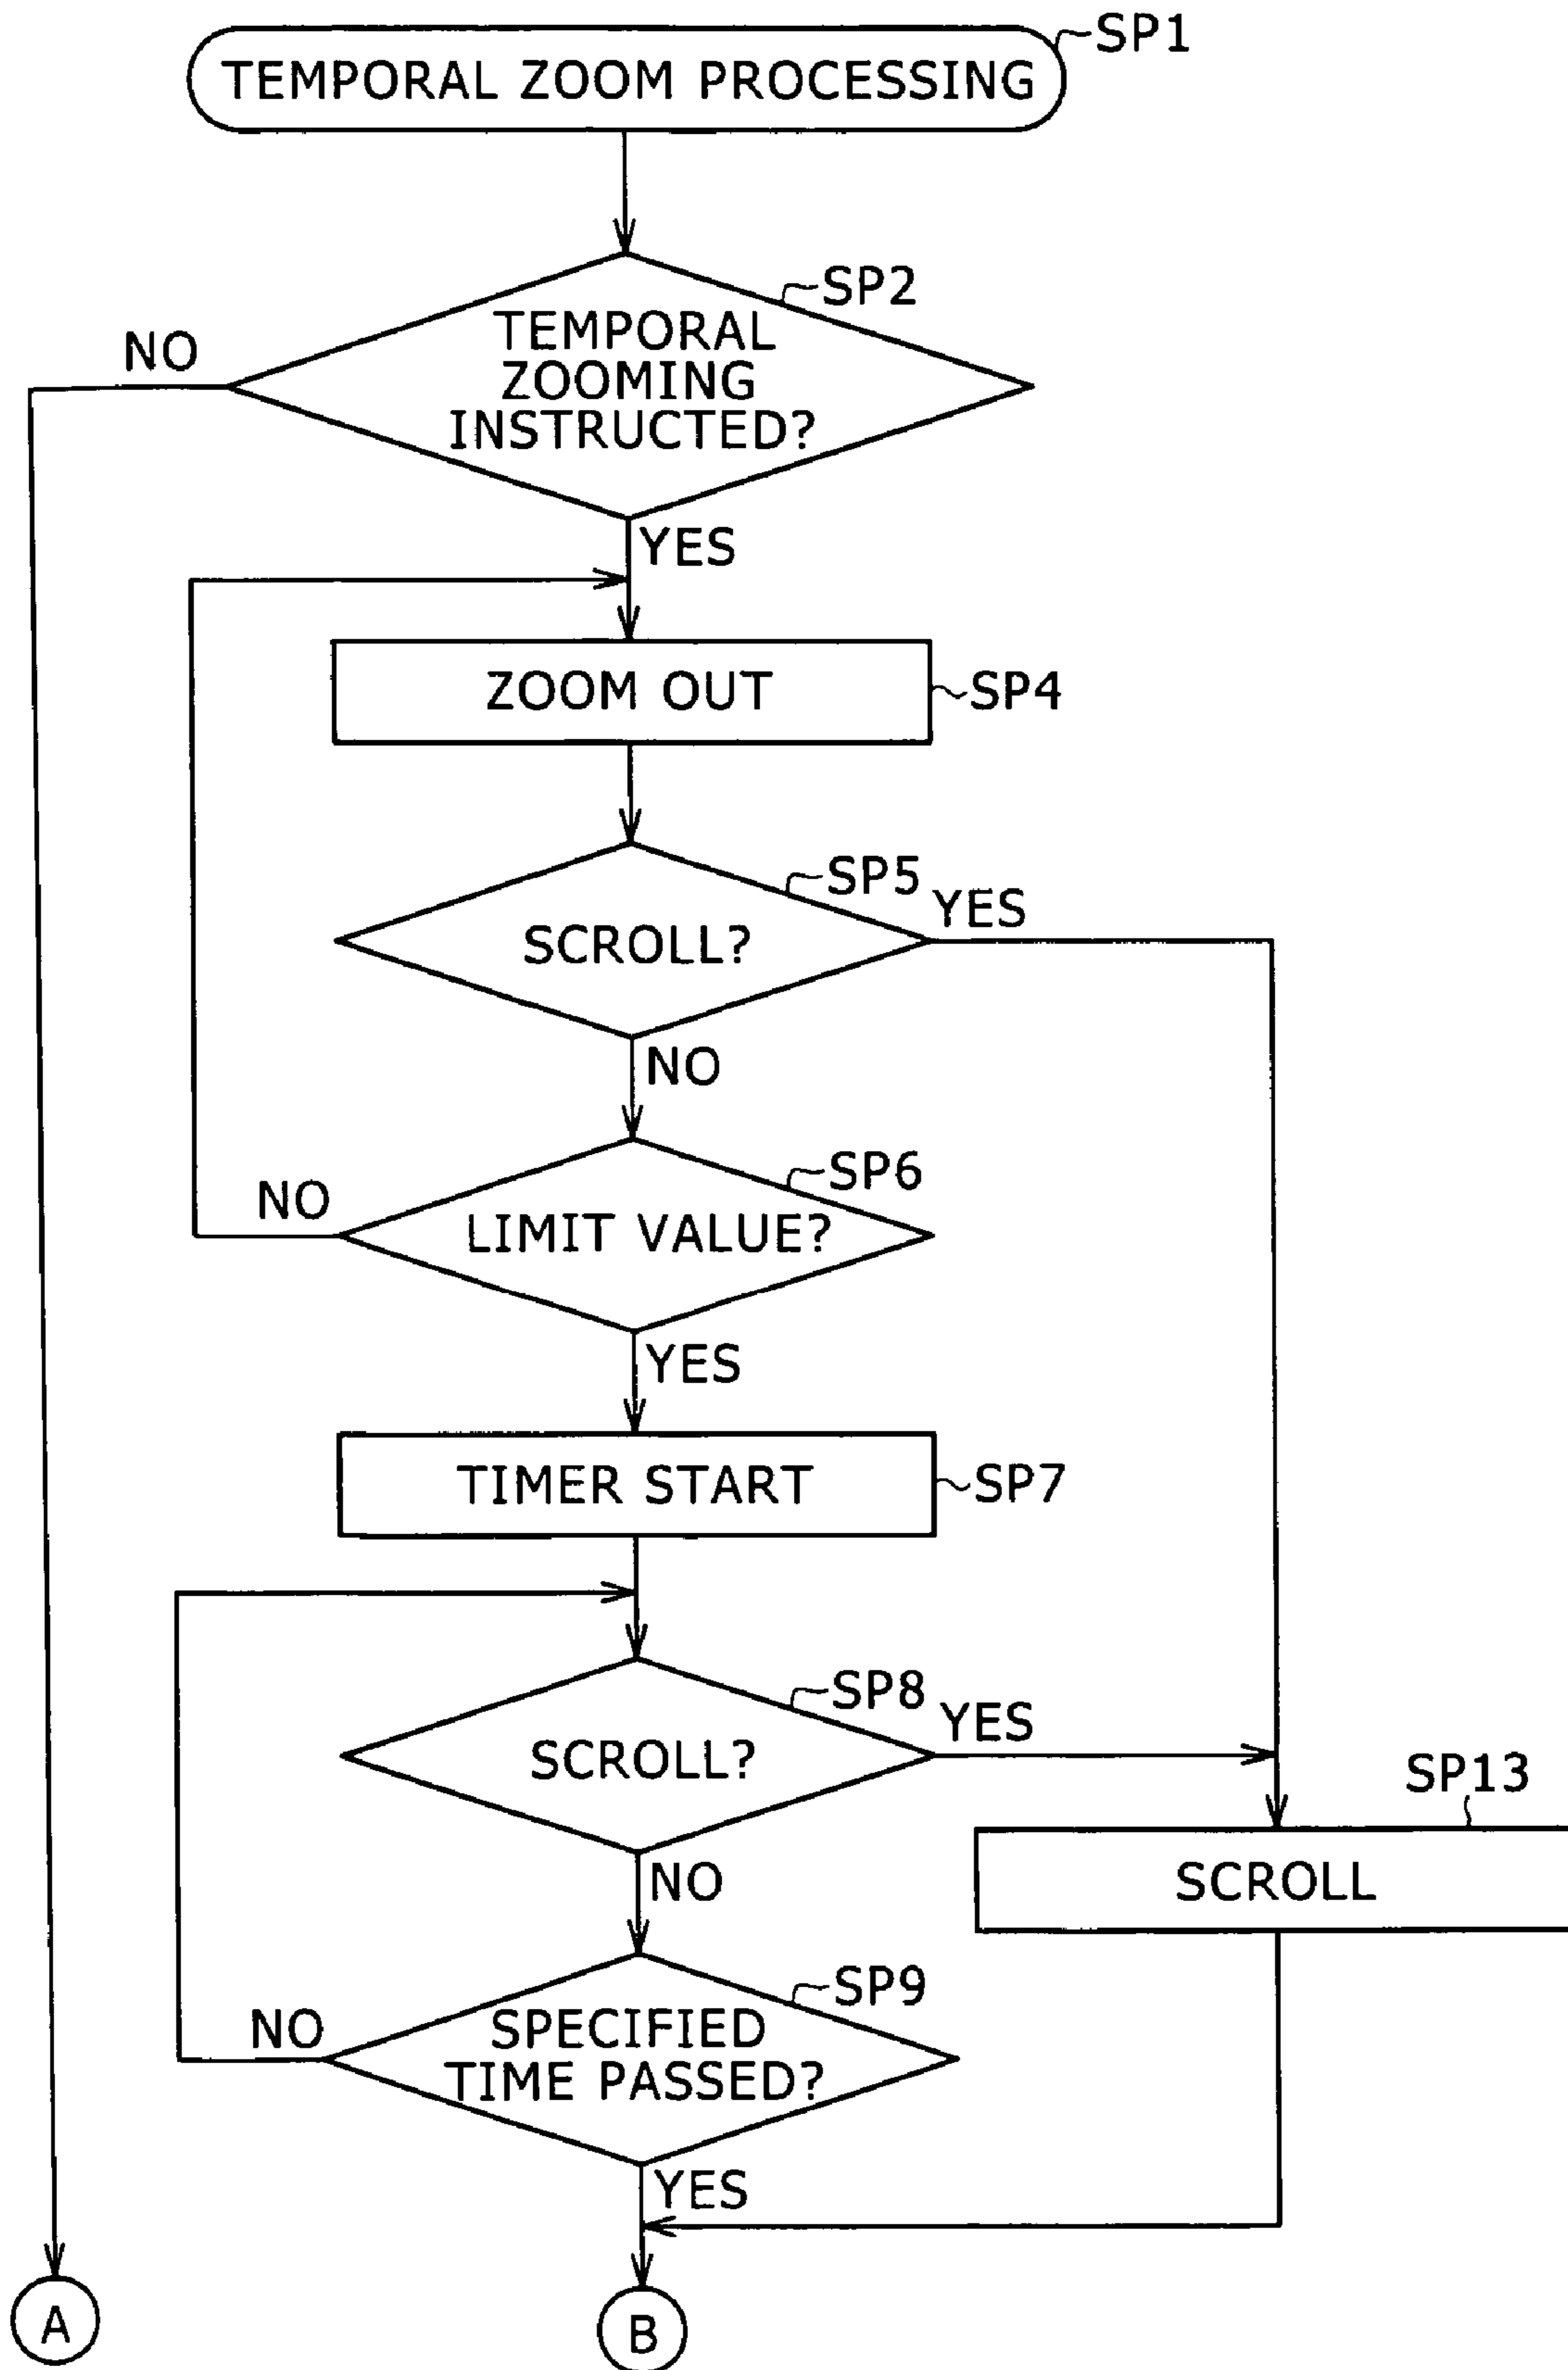 SP1
TEMPORAL ZOOM PROCESSING
SP2
TEMPORAL
ZOOMING
INSTRUCTED?
NO
YES
ZOOM OUT
SP4
SP5
SCROLL?
YES
NO
SP6
LIMIT VALUE?
NO
YES
TIMER START
SP7
SP8
SCROLL?
YES
NO
SP13
SCROLL
SP9
SPECIFIED
TIME PASSED?
NO
YES
A
B